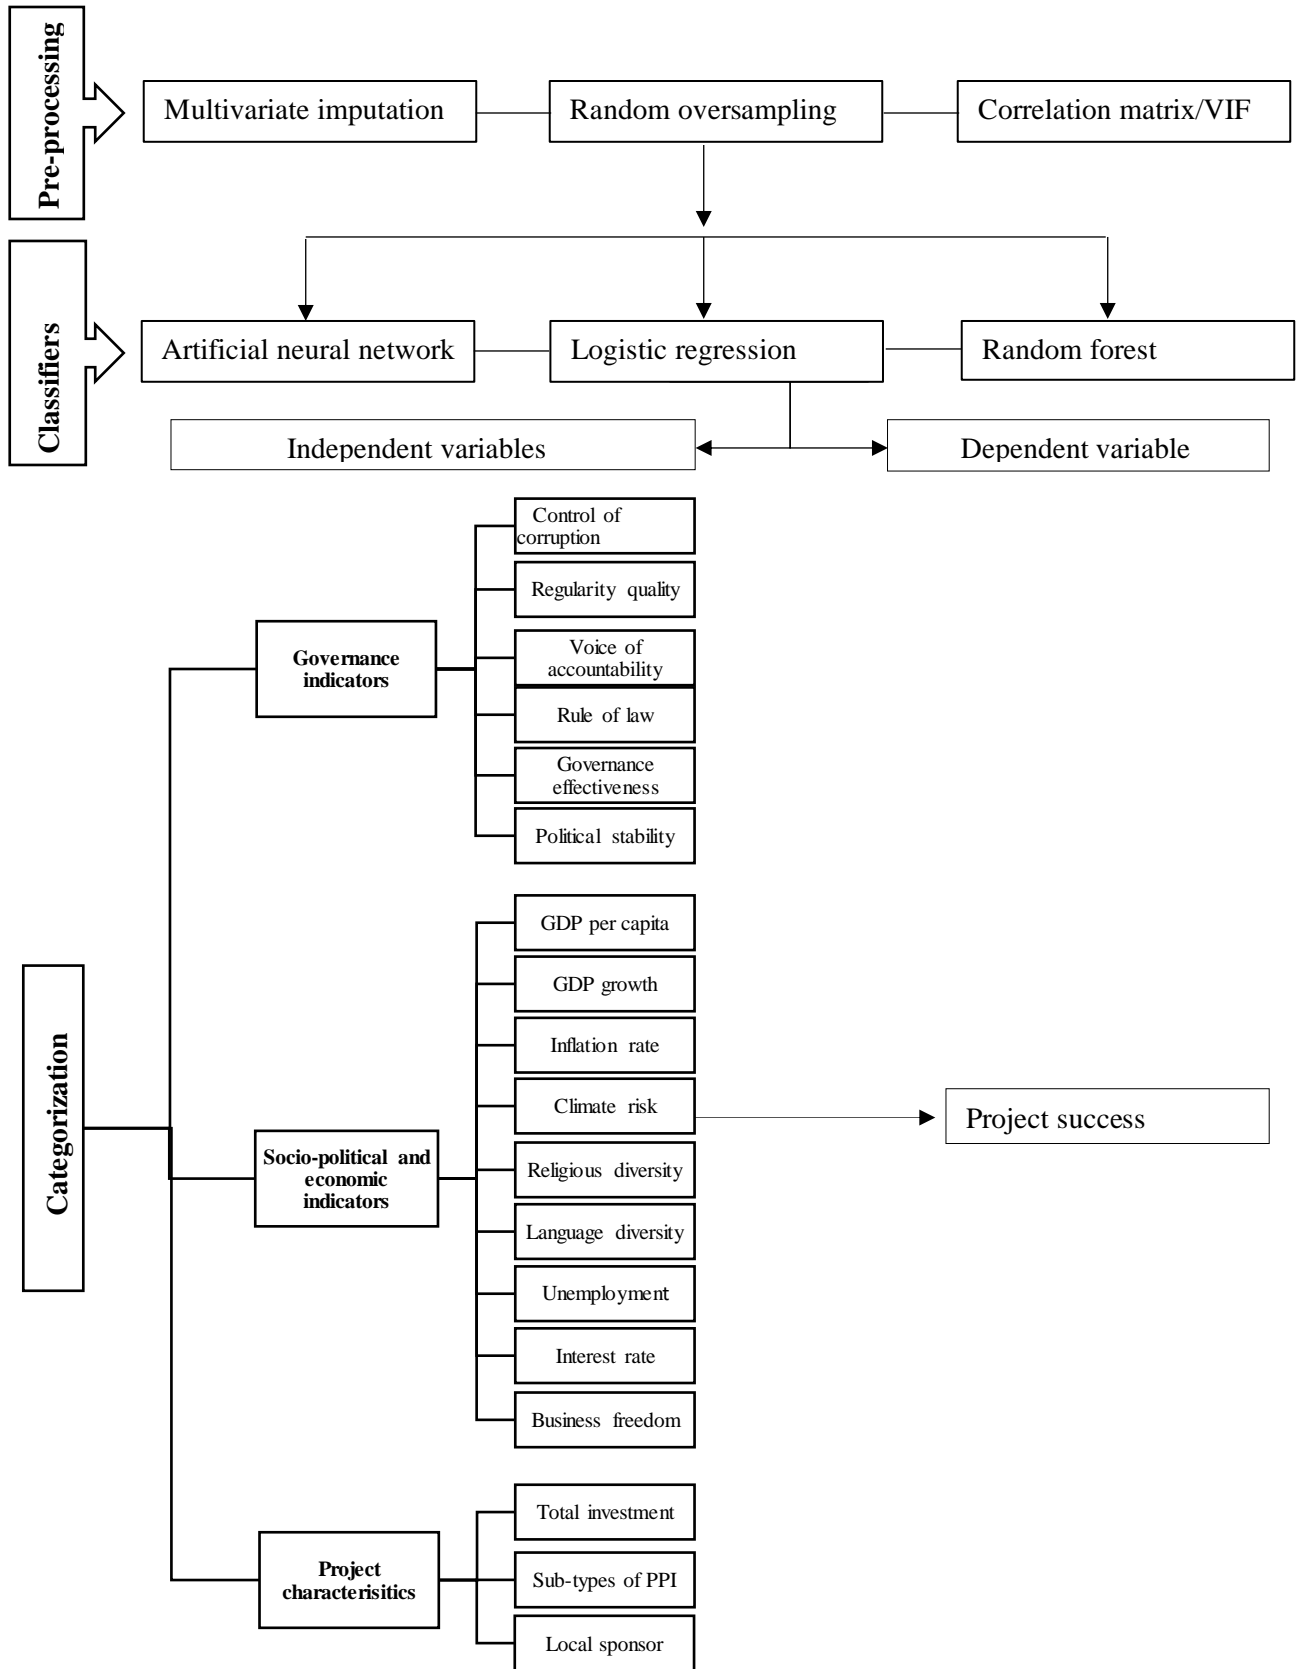 Pre-processing
Multivariate imputation
Random oversampling
Correlation matrix/VIF
Classifiers
Artificial neural network
Logistic regression
Random forest
Independent variables
Dependent variable
Categorization
Governance
indicators
Control of
corruption
Regularity quality
Voice of
accountability
Rule of law
Governance
effectiveness
Political stability
Socio-political and
economic
indicators
GDP per capita
GDP growth
Inflation rate
Climate risk
Religious diversity
Language diversity
Unemployment
Interest rate
Business freedom
Project success
Project
characterisitics
Total investment
Sub-types of PPI
Local sponsor